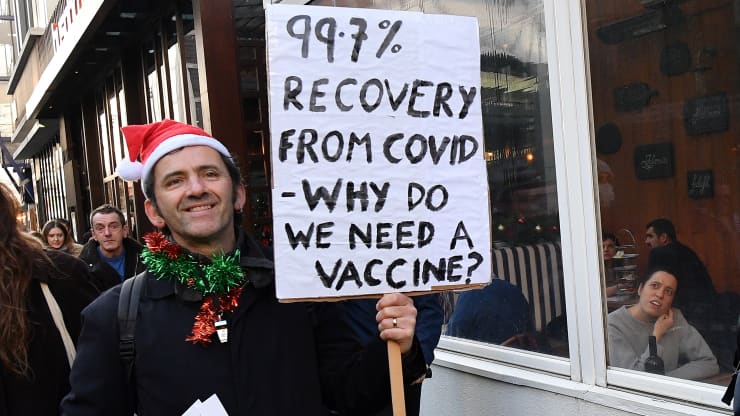 99.7%
RECOVERY
FROM COVID
-WHY DO
WE NEED A
VACCINE?